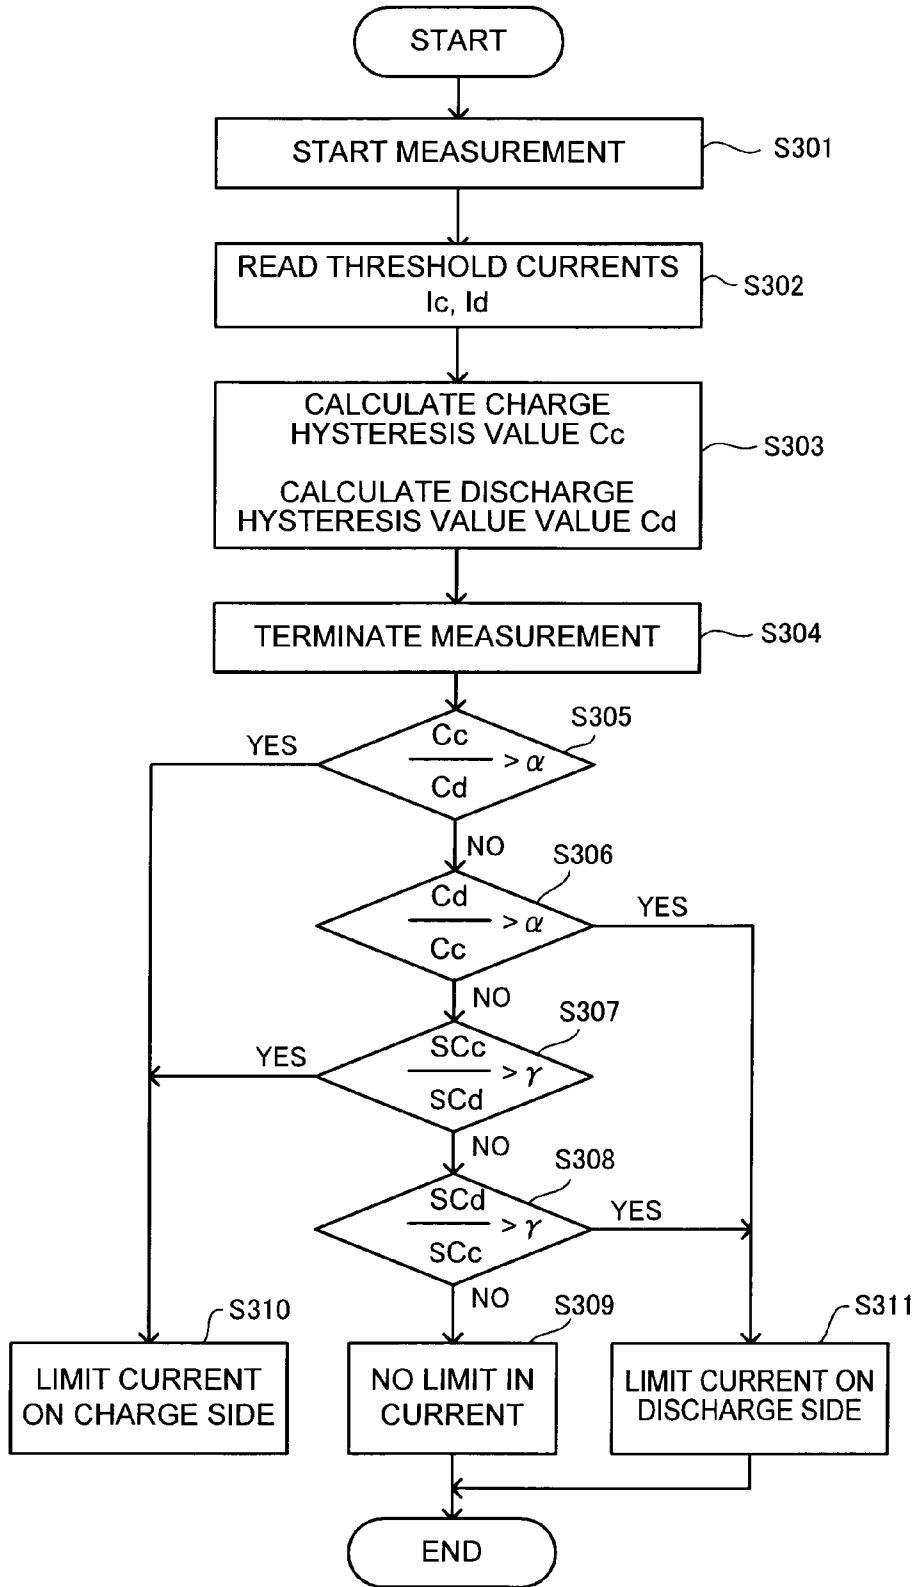 START
START MEASUREMENT
S301
READ THRESHOLD CURRENTS
Ic, Id
S302
CALCULATE CHARGE
HYSTERESIS VALUE Cc
CALCULATE DISCHARGE
HYSTERESIS VALUE VALUE Cd
S303
TERMINATE MEASUREMENT
S304
S305
YES
Cc
> α
Cd
NO
S306
Cd
> α
Cc
YES
NO
S307
YES
SCc
> γ
SCd
NO
S308
SCd
> γ
SCc
YES
NO
S310
LIMIT CURRENT
ON CHARGE SIDE
S309
NO LIMIT IN
CURRENT
S311
LIMIT CURRENT ON
DISCHARGE SIDE
END